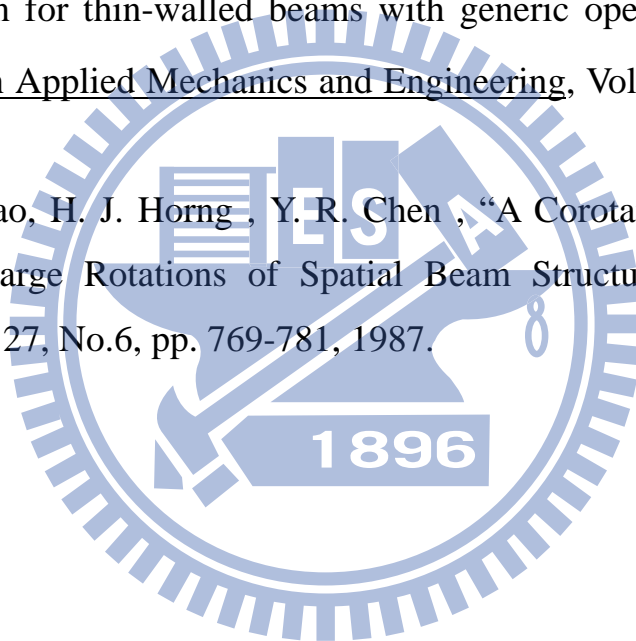 n for thin-walled beams with generic ope
n Applied Mechanics and Engineering, Vol
ao, H. J. Horng , Y. R. Chen , “A Corota
arge Rotations of Spatial Beam Structu
27, No.6, pp. 769-781, 1987.
E S A
1896